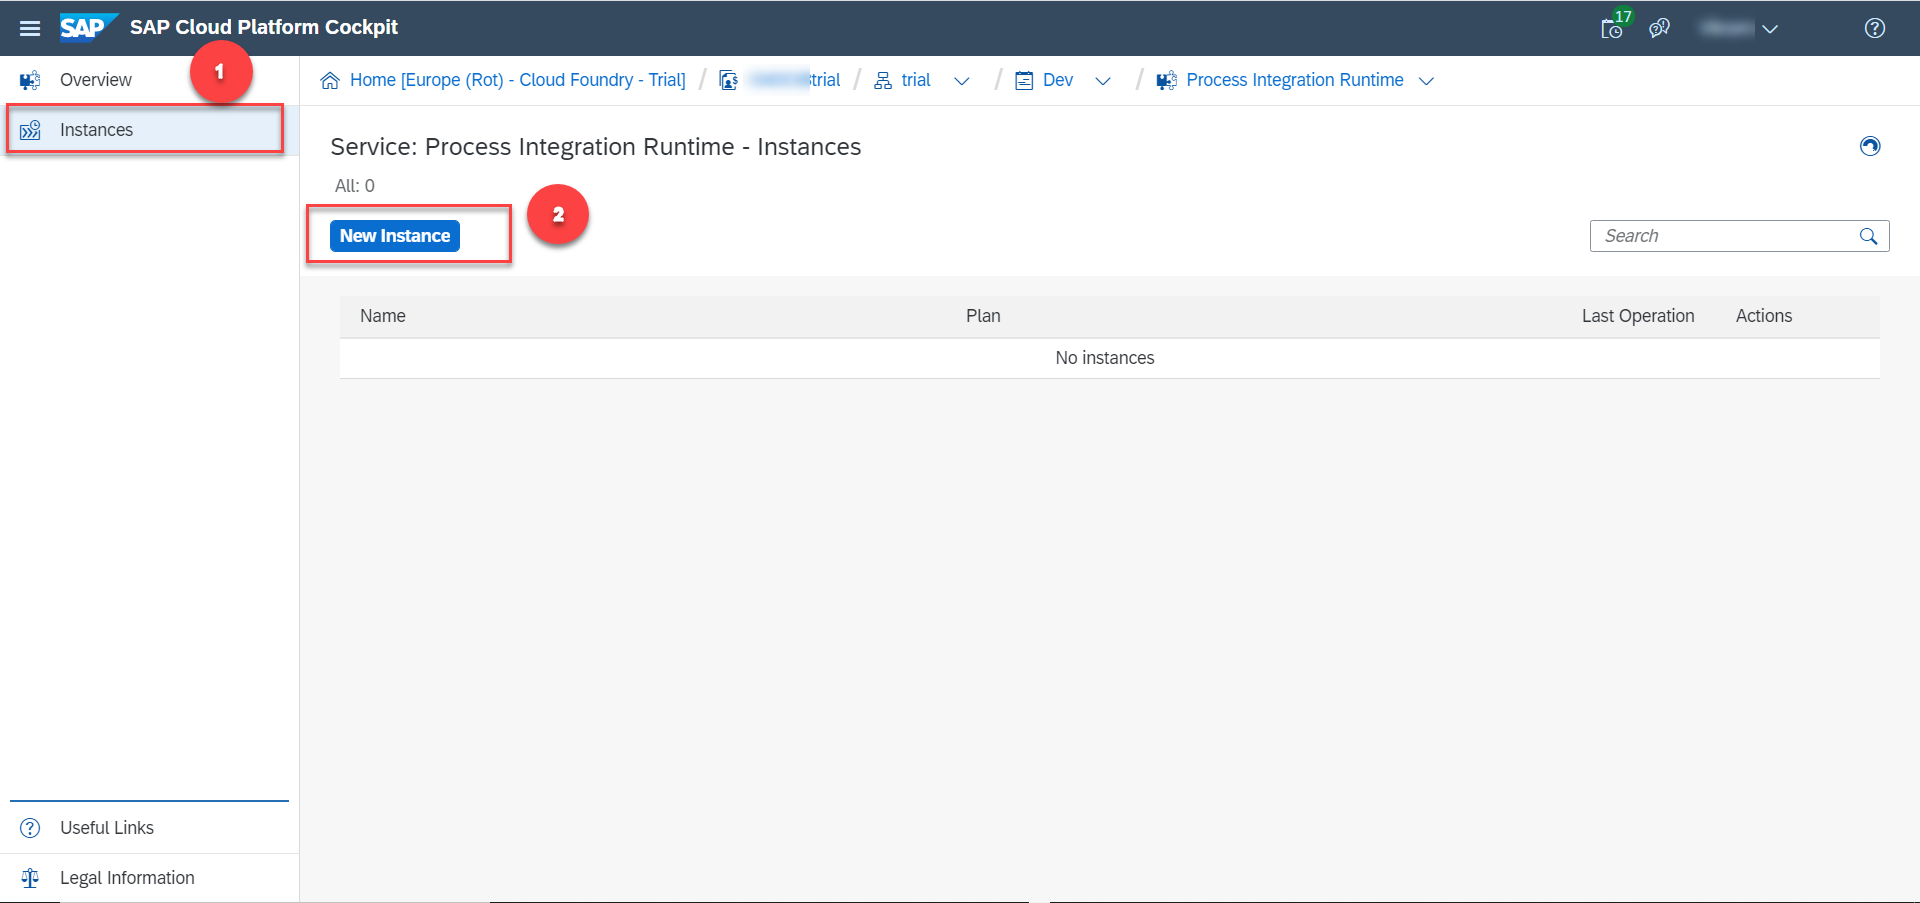 SAP SAP Cloud Platform Cockpit 17
Overview 1
Home [Europe (Rot) - Cloud Foundry - Trial] / trial / trial / Dev / Process Integration Runtime
Instances
Service: Process Integration Runtime - Instances
All: 0
2
New Instance
Search
Name Plan Last Operation Actions
No instances
Useful Links
Legal Information